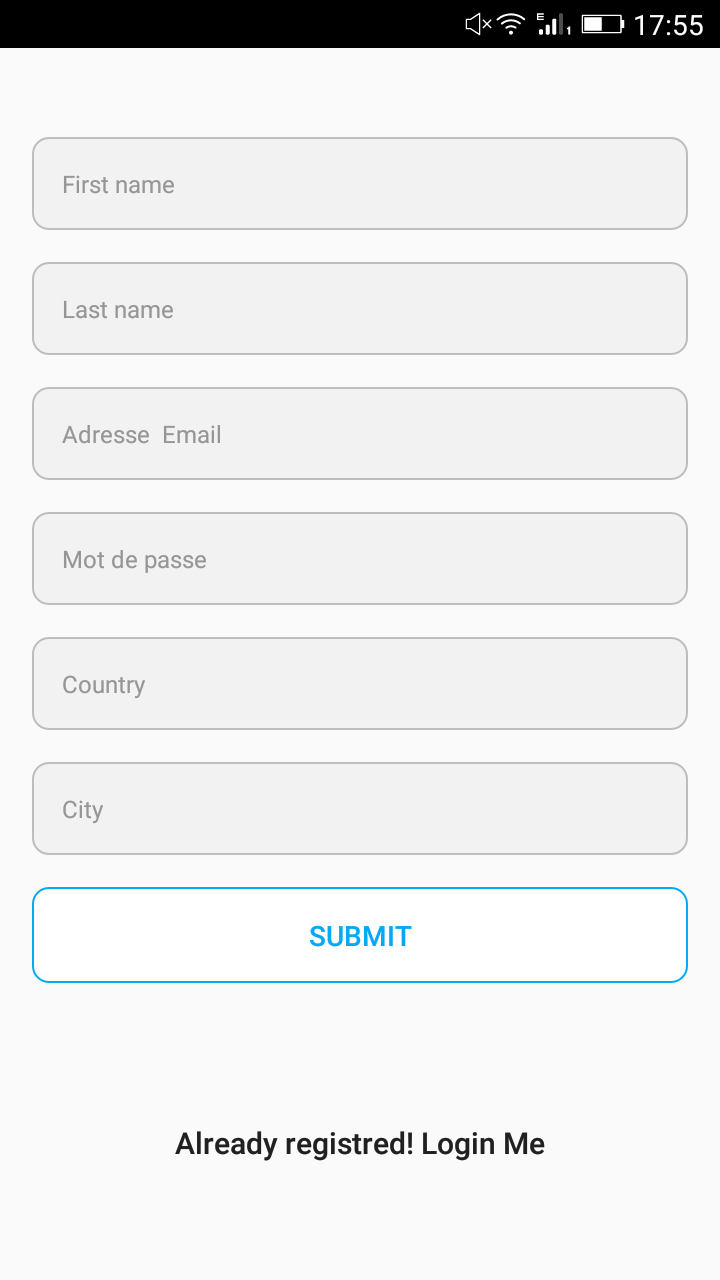 E 1 17:55
First name
Last name
Adresse  Email
Mot de passe
Country
City
SUBMIT
Already registred! Login Me